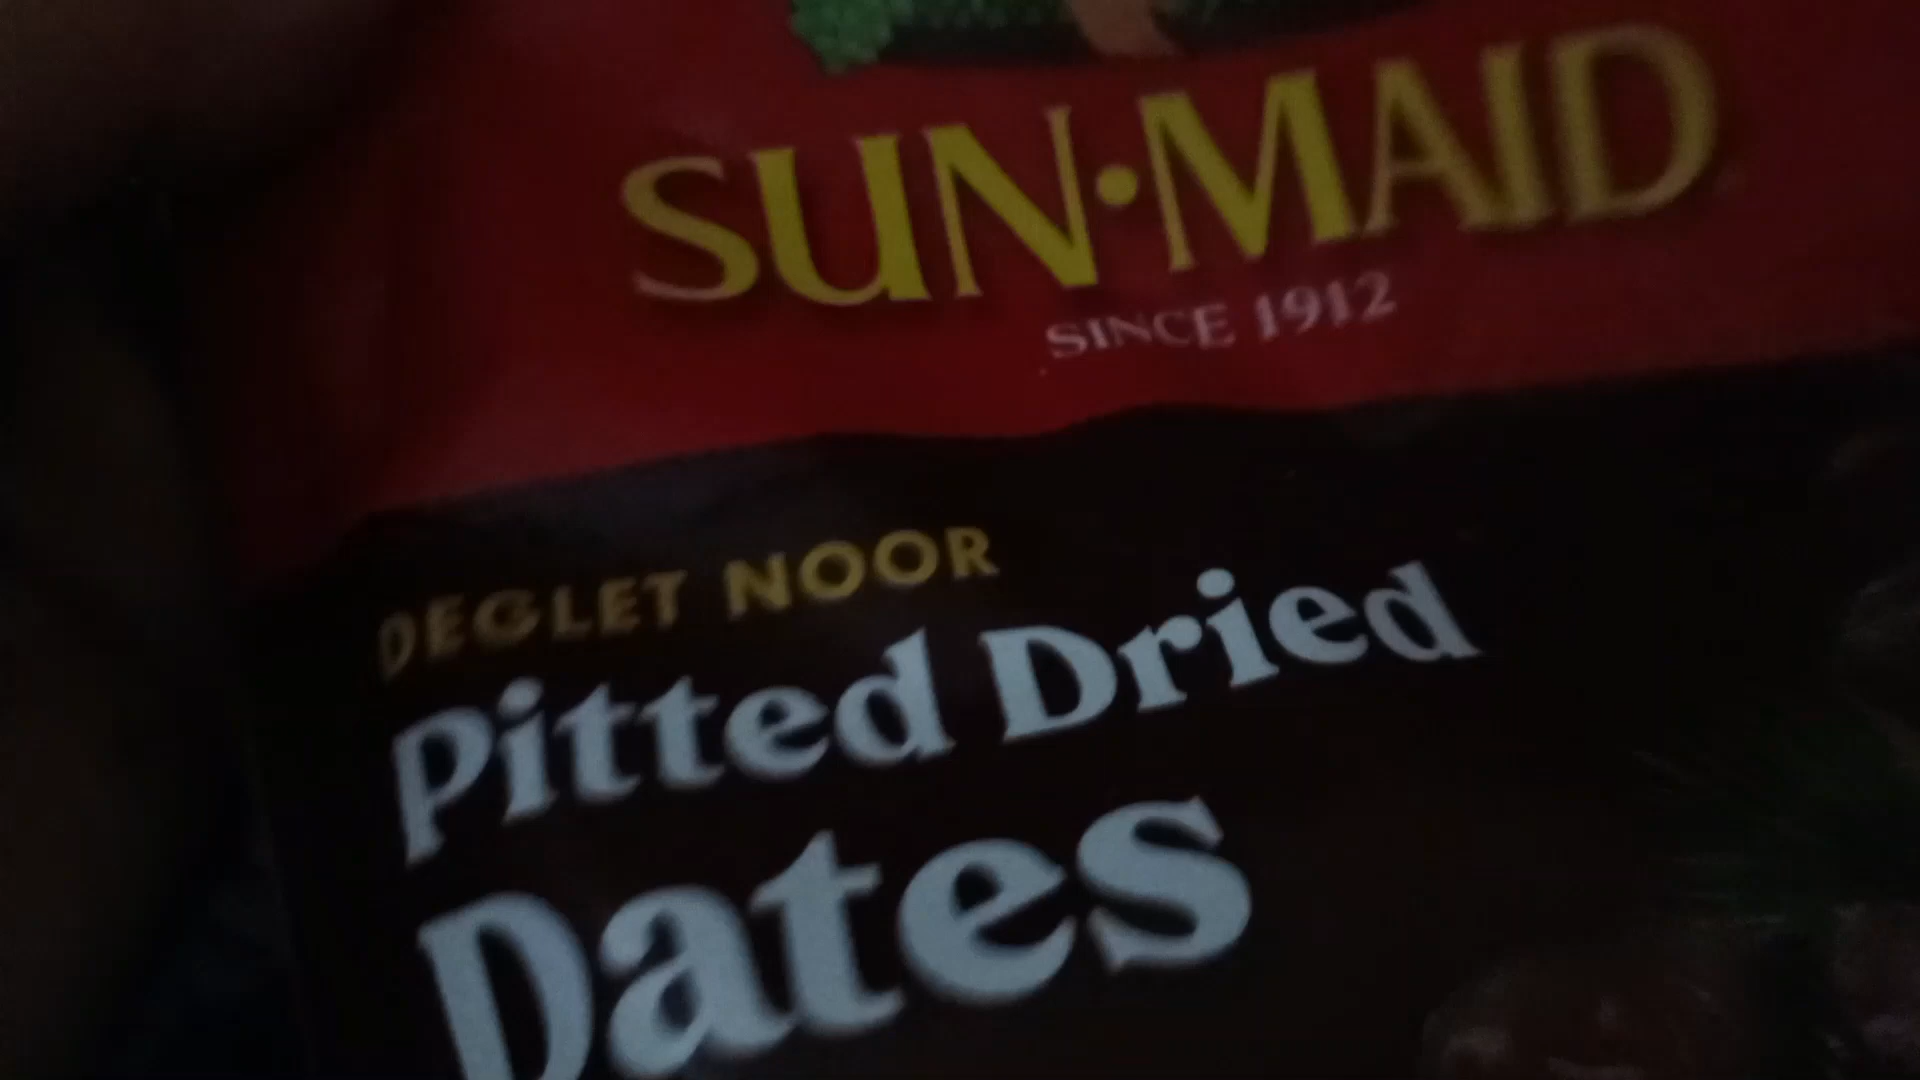 SUN•MAID
SINCE 1912
DEGLET NOOR
Pitted Dried
Dates